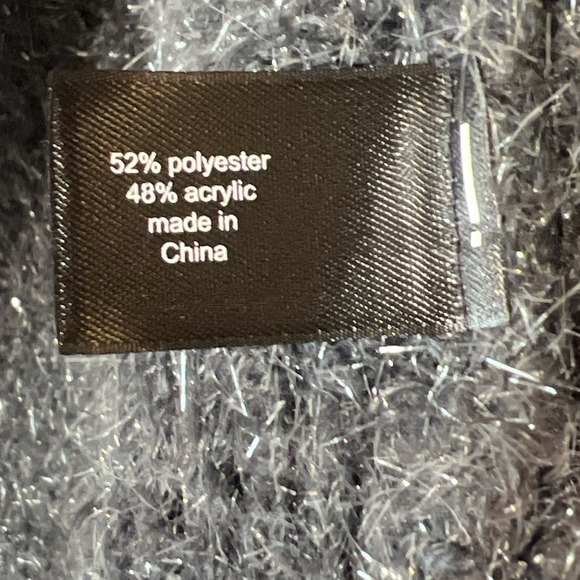 52% polyester
48% acrylic
made in
China